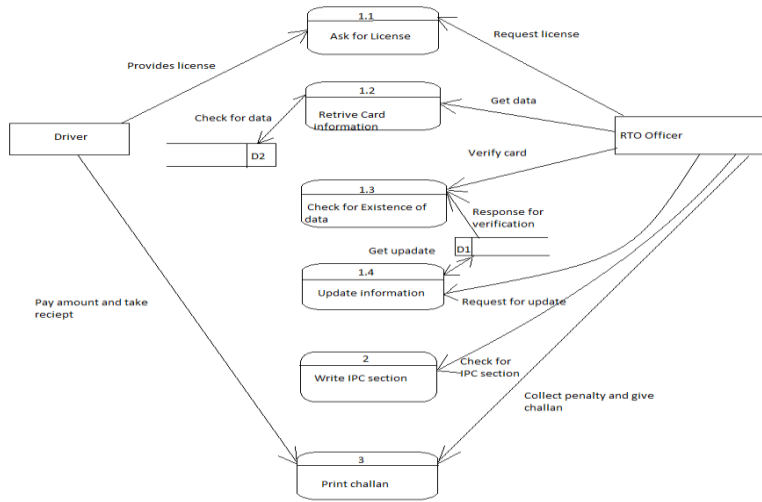 1.1
Ask for License
Request license
Provides license
1.2
Retrive Card
Information
Get data
Check for data
Driver
RTO Officer
D2
Verify card
1.3
Check for Existence of
data
Response for
verification
D1
Get upadate
1.4
Update information
Request for update
Pay amount and take
reciept
2
Write IPC section
Check for
IPC section
Collect penalty and give
challan
3
Print challan